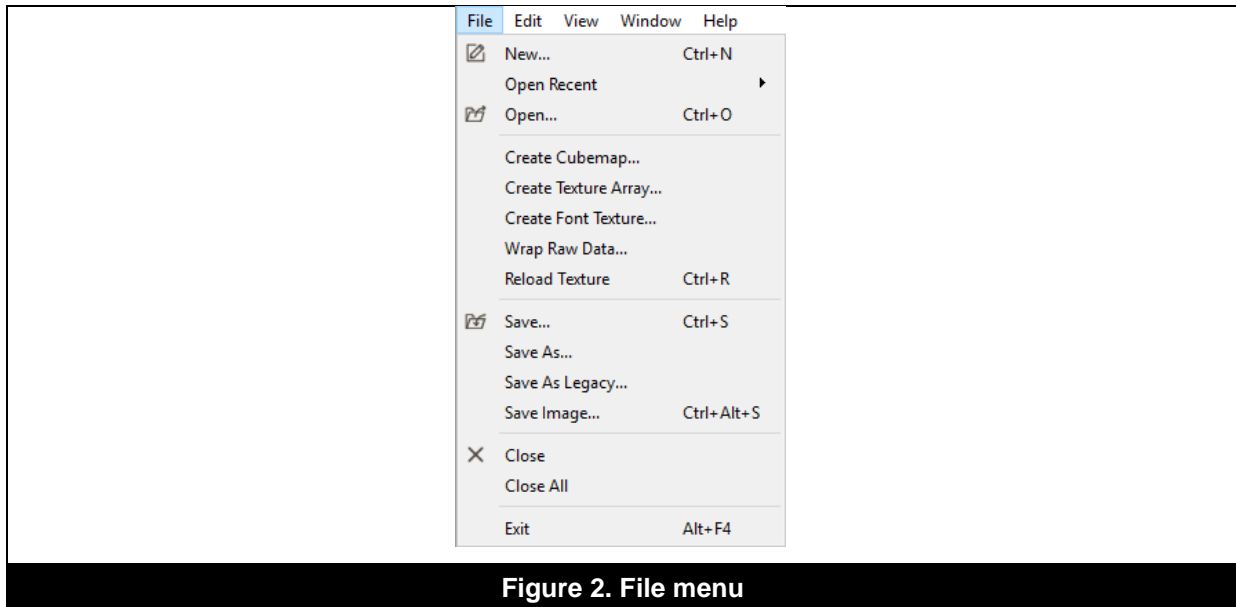 File Edit View Window Help
New... Ctrl+N
Open Recent
Open... Ctrl+O
Create Cubemap...
Create Texture Array...
Create Font Texture...
Wrap Raw Data...
Reload Texture Ctrl+R
Save... Ctrl+S
Save As...
Save As Legacy...
Save Image... Ctrl+Alt+S
Close
Close All
Exit Alt+F4
Figure 2. File menu